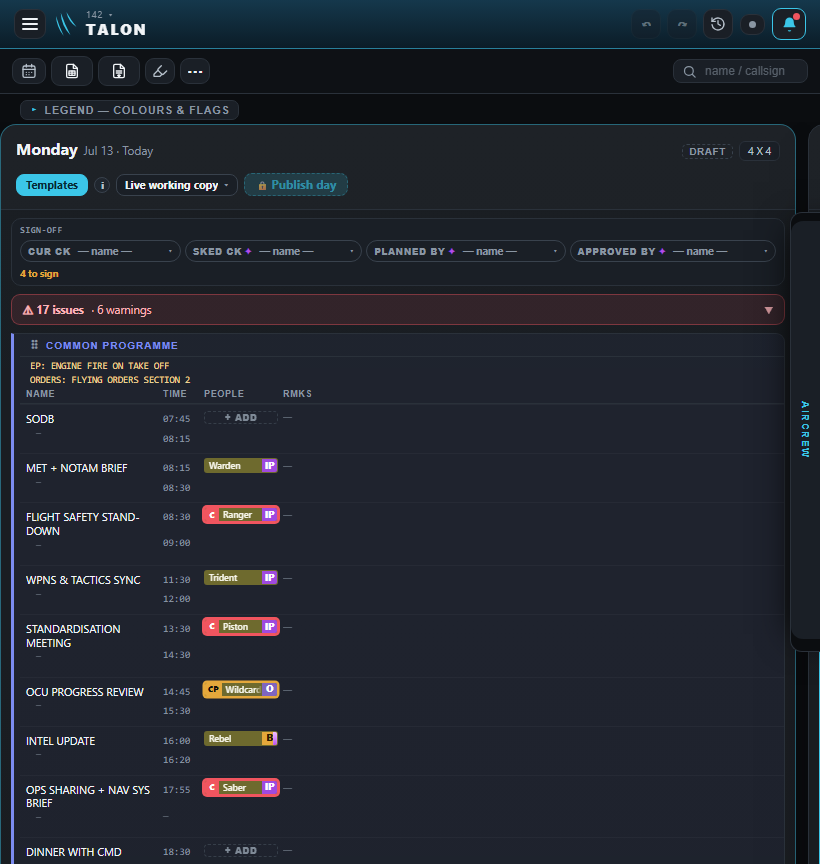 142
TALON
name / callsign
LEGEND — COLOURS & FLAGS
Monday Jul 13 · Today
DRAFT
4 X 4
Templates
i
Live working copy
Publish day
SIGN-OFF
CUR CK — name —
SKED CK — name —
PLANNED BY — name —
APPROVED BY — name —
4 to sign
17 issues · 6 warnings
COMMON PROGRAMME
EP: ENGINE FIRE ON TAKE OFF
ORDERS: FLYING ORDERS SECTION 2
NAME TIME PEOPLE RMKS
SODB 07:45 + ADD —
— 08:15
MET + NOTAM BRIEF 08:15 Warden IP —
— 08:30
FLIGHT SAFETY STAND- 08:30 C Ranger IP —
DOWN
— 09:00
WPNS & TACTICS SYNC 11:30 Trident IP —
— 12:00
STANDARDISATION 13:30 C Piston IP —
MEETING
— 14:30
OCU PROGRESS REVIEW 14:45 CP Wildcard O —
— 15:30
INTEL UPDATE 16:00 Rebel B —
— 16:20
OPS SHARING + NAV SYS 17:55 C Saber IP —
BRIEF
— —
DINNER WITH CMD 18:30 + ADD —
AIRCREW